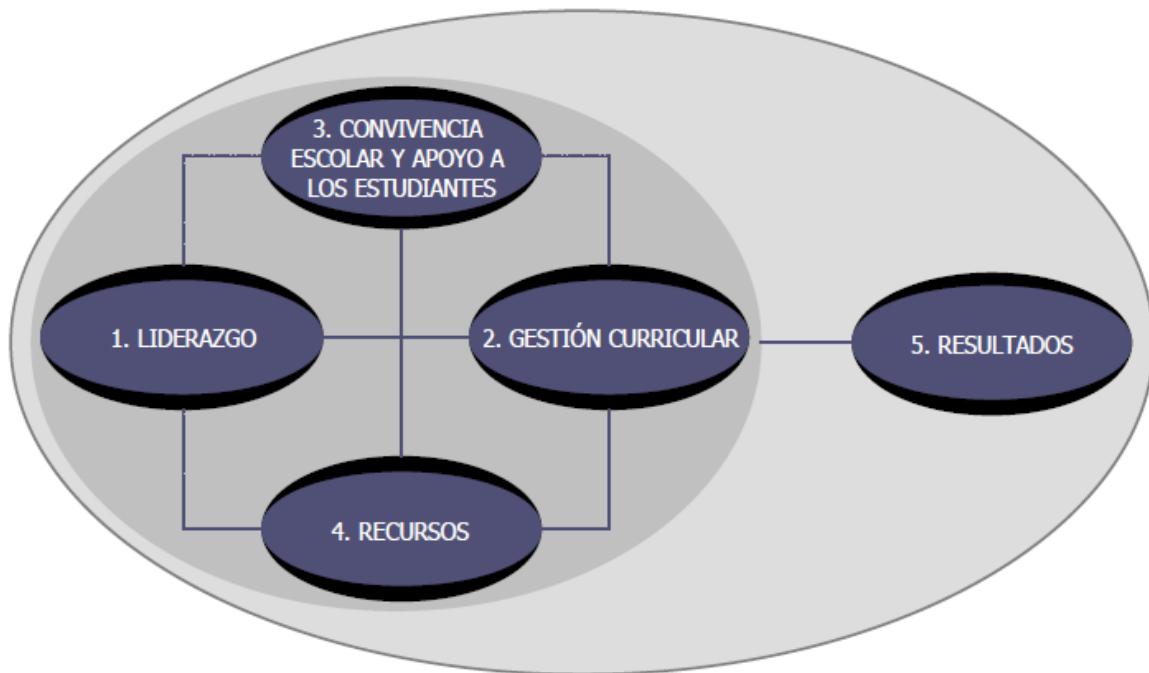 3. CONVIVENCIA
ESCOLAR Y APOYO A
LOS ESTUDIANTES
1. LIDERAZGO
2. GESTIÓN CURRICULAR
5. RESULTADOS
4. RECURSOS